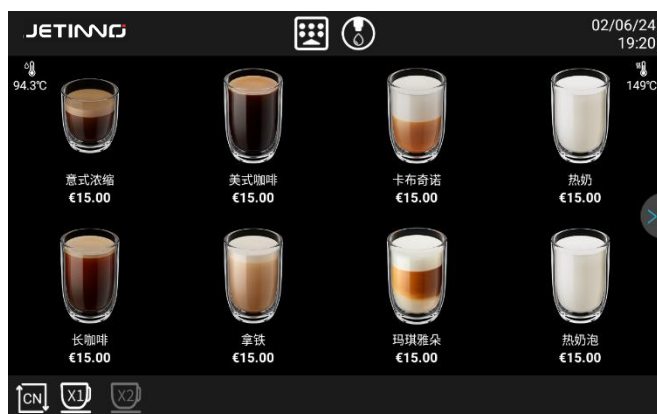 JETINNO
02/06/24
19:20
94.3℃
149℃
意式浓缩
€15.00
美式咖啡
€15.00
卡布奇诺
€15.00
热奶
€15.00
长咖啡
€15.00
拿铁
€15.00
玛琪雅朵
€15.00
热奶泡
€15.00
CN
X1
X2